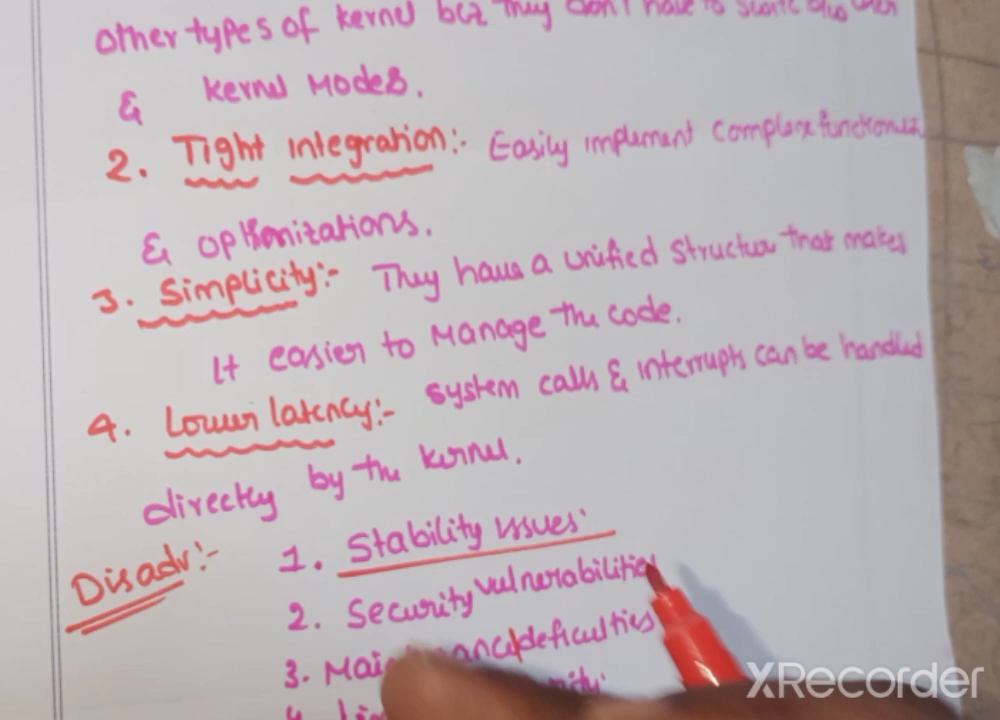 other types of kernel bcz they don't have to
& kernel Modes.
2. Tight integration:- Easily implement complex
& optimizations.
3. Simplicity:- They have a unified structure that makes
It easier to Manage the code.
4. Lower latency:- system calls & interrupts can be handled
directly by the kernel.
Disadv:- 1. Stability issues
2. Security vulnerabilities
3. deficulties
4.
XRecorder